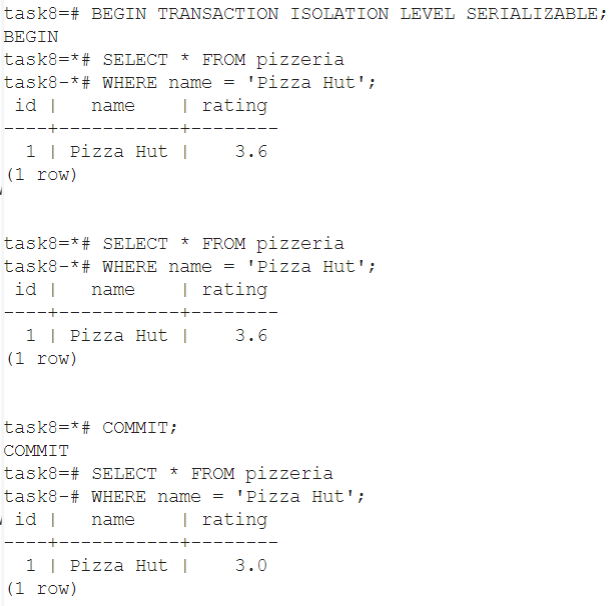 task8=# BEGIN TRANSACTION ISOLATION LEVEL SERIALIZABLE;
BEGIN
task8=*# SELECT * FROM pizzeria
task8-*# WHERE name = 'Pizza Hut';
 id |   name    | rating
----+-----------+--------
  1 | Pizza Hut |    3.6
(1 row)
task8=*# SELECT * FROM pizzeria
task8-*# WHERE name = 'Pizza Hut';
 id |   name    | rating
----+-----------+--------
  1 | Pizza Hut |    3.6
(1 row)
task8=*# COMMIT;
COMMIT
task8=# SELECT * FROM pizzeria
task8-# WHERE name = 'Pizza Hut';
 id |   name    | rating
----+-----------+--------
  1 | Pizza Hut |    3.0
(1 row)